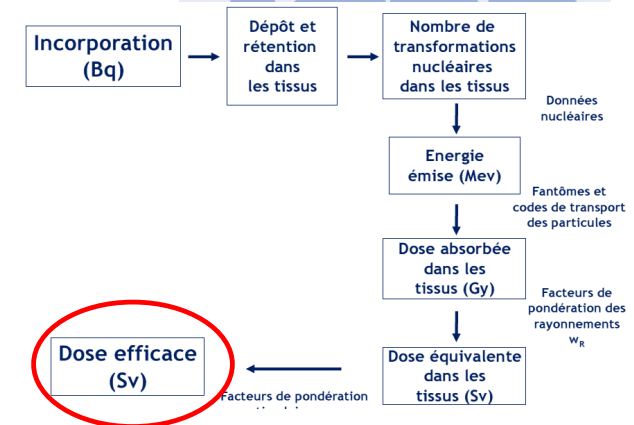 Incorporation
(Bq)
Dépôt et
rétention
dans
les tissus
Nombre de
transformations
nucléaires
dans les tissus
Données
nucléaires
Energie
émise (Mev)
Fantômes et
codes de transport
des particules
Dose absorbée
dans les
tissus (Gy)
Facteurs de
pondération des
rayonnements
wR
Dose équivalente
dans les
tissus (Sv)
Facteurs de pondération
Dose efficace
(Sv)